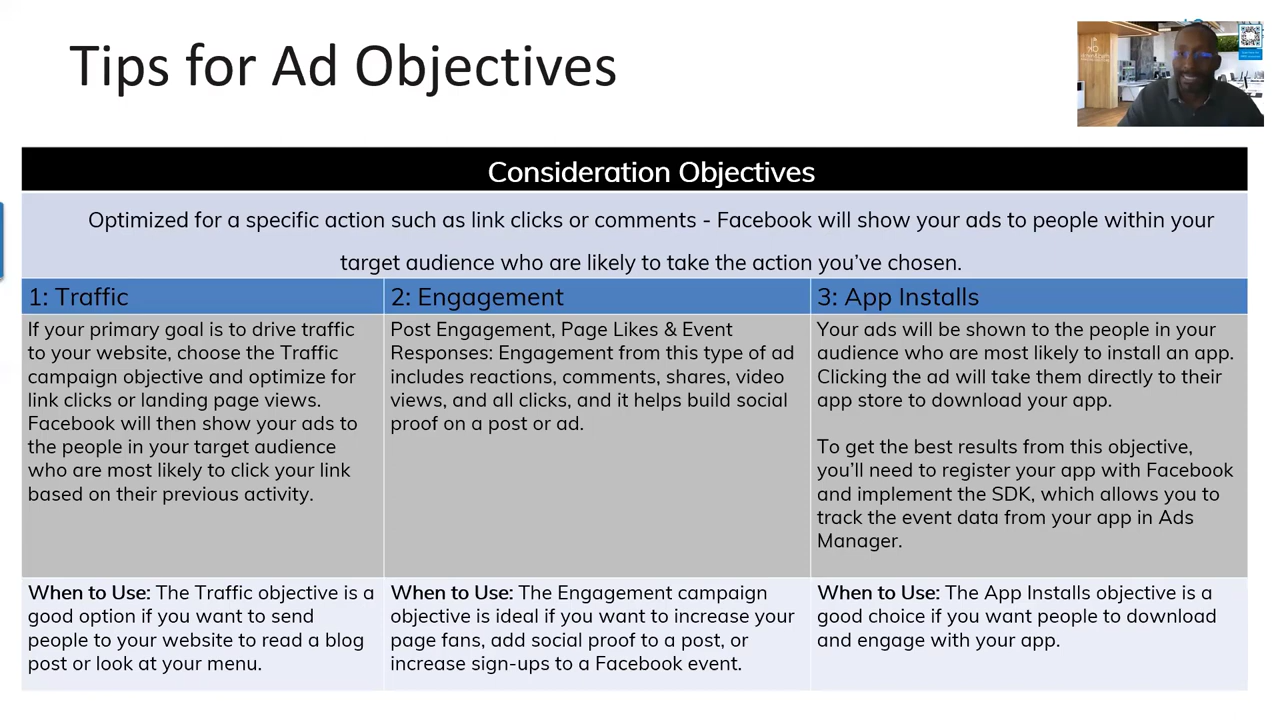 Tips for Ad Objectives
Consideration Objectives
Optimized for a specific action such as link clicks or comments - Facebook will show your ads to people within your
target audience who are likely to take the action you've chosen.
1: Traffic
If your primary goal is to drive traffic
to your website, choose the Traffic
campaign objective and optimize for
link clicks or landing page views.
Facebook will then show your ads to
the people in your target audience
who are most likely to click your link
based on their previous activity.
When to Use: The Traffic objective is a
good option if you want to send
people to your website to read a blog
post or look at your menu.
2: Engagement
Post Engagement, Page Likes & Event
Responses: Engagement from this type of ad
includes reactions, comments, shares, video
views, and all clicks, and it helps build social
proof on a post or ad.
When to Use: The Engagement campaign
objective is ideal if you want to increase your
page fans, add social proof to a post, or
increase sign-ups to a Facebook event.
3: App Installs
Your ads will be shown to the people in your
audience who are most likely to install an app.
Clicking the ad will take them directly to their
app store to download your app.
To get the best results from this objective,
you'll need to register your app with Facebook
and implement the SDK, which allows you to
track the event data from your app in Ads
Manager.
When to Use: The App Installs objective is a
good choice if you want people to download
and engage with your app.